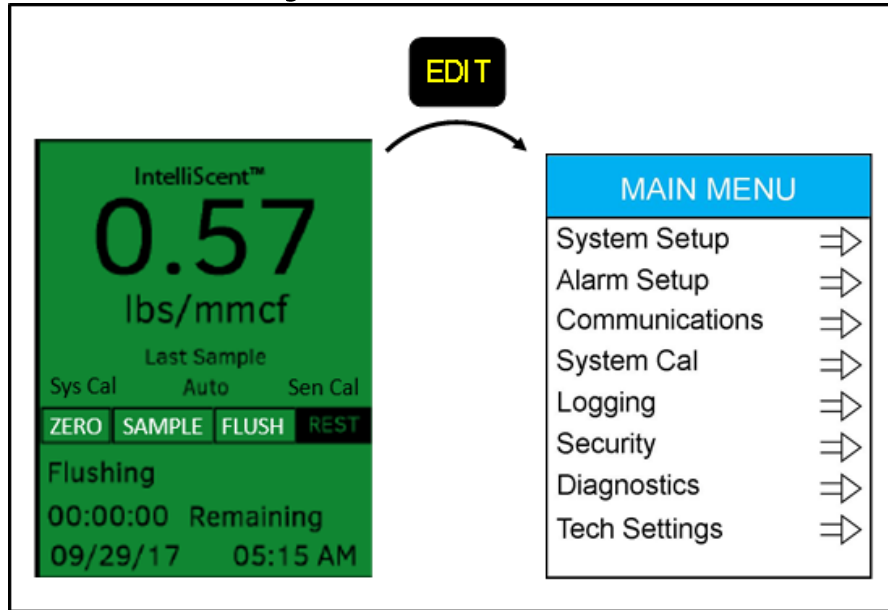 EDIT
IntelliScent™
0.57
lbs/mmcf
Last Sample
Sys Cal Auto Sen Cal
ZERO SAMPLE FLUSH REST
Flushing
00:00:00 Remaining
09/29/17 05:15 AM
MAIN MENU
System Setup
Alarm Setup
Communications
System Cal
Logging
Security
Diagnostics
Tech Settings